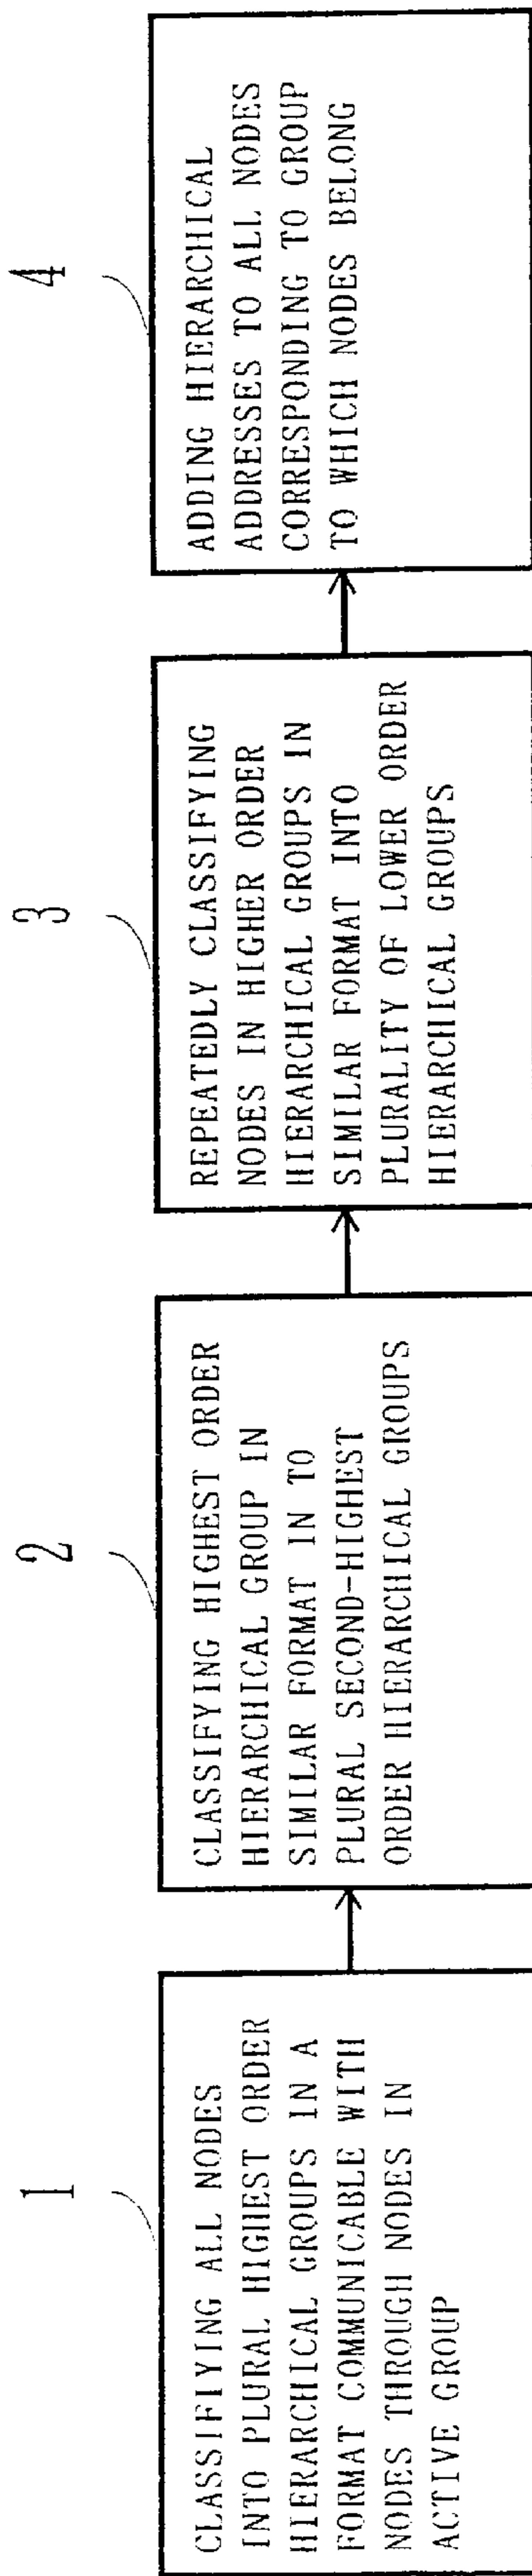 1
CLASSIFIYING ALL NODES
INTO PLURAL HIGHEST ORDER
HIERARCHICAL GROUPS IN A
FORMAT COMMUNICABLE WITH
NODES THROUGH NODES IN
ACTIVE GROUP
2
CLASSIFYING HIGHEST ORDER
HIERARCHICAL GROUP IN
SIMILAR FORMAT IN TO
PLURAL SECOND-HIGHEST
ORDER HIERARCHICAL GROUPS
3
REPEATEDLY CLASSIFYING
NODES IN HIGHER ORDER
HIERARCHICAL GROUPS IN
SIMILAR FORMAT INTO
PLURALITY OF LOWER ORDER
HIERARCHICAL GROUPS
4
ADDING HIERARCHICAL
ADDRESSES TO ALL NODES
CORRESPONDING TO GROUP
TO WHICH NODES BELONG